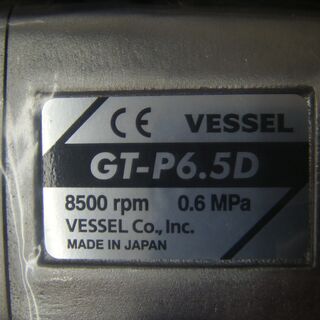 CE VESSEL
GT-P6.5D
8500 rpm 0.6 MPa
VESSEL Co., Inc.
MADE IN JAPAN